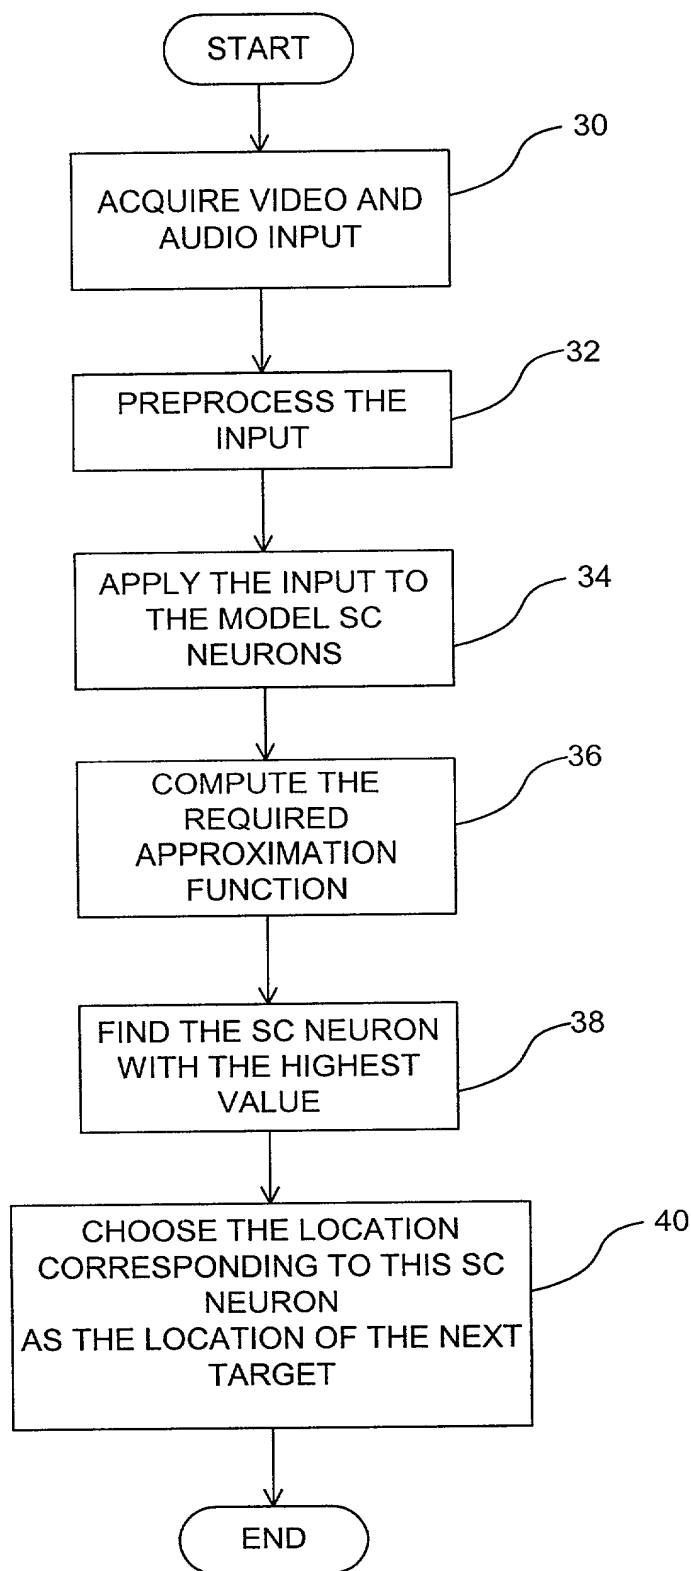 START
30
ACQUIRE VIDEO AND
AUDIO INPUT
32
PREPROCESS THE
INPUT
34
APPLY THE INPUT TO
THE MODEL SC
NEURONS
36
COMPUTE THE
REQUIRED
APPROXIMATION
FUNCTION
38
FIND THE SC NEURON
WITH THE HIGHEST
VALUE
40
CHOOSE THE LOCATION
CORRESPONDING TO THIS SC
NEURON
AS THE LOCATION OF THE NEXT
TARGET
END